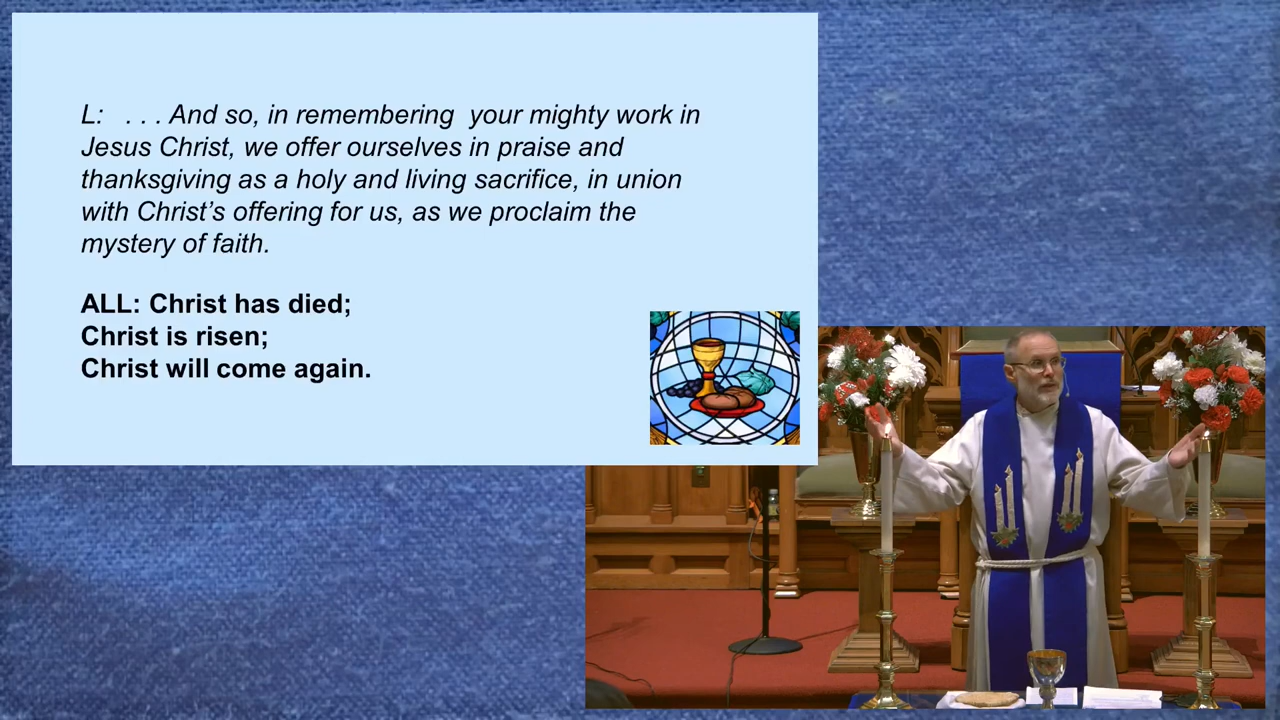 L: . . . And so, in remembering your mighty work in
Jesus Christ, we offer ourselves in praise and
thanksgiving as a holy and living sacrifice, in union
with Christ’s offering for us, as we proclaim the
mystery of faith.
ALL: Christ has died;
Christ is risen;
Christ will come again.